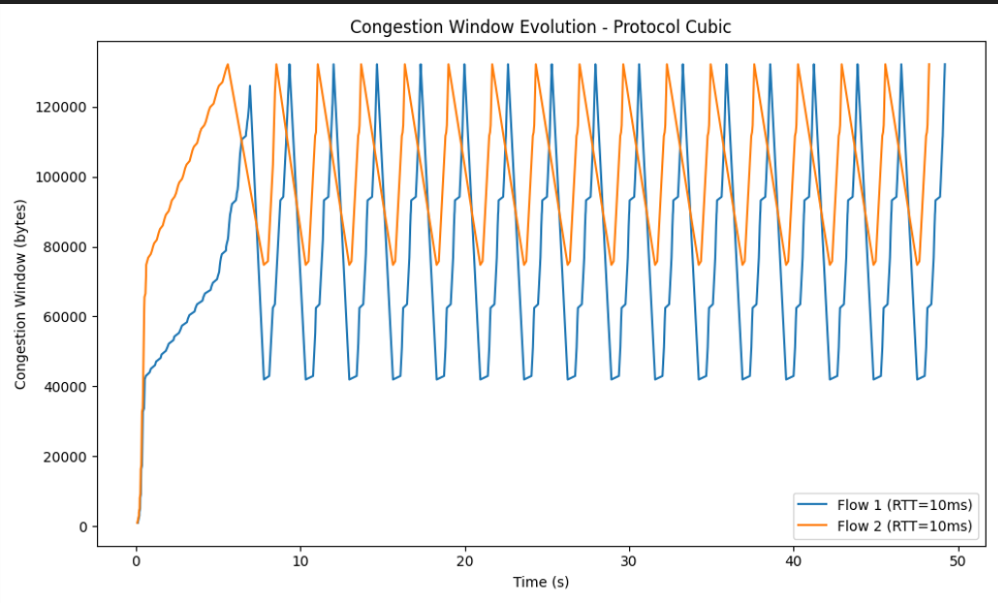 Congestion Window Evolution - Protocol Cubic
Congestion Window (bytes)
120000
100000
80000
60000
40000
20000
0
0 10 20 30 40 50
Time (s)
Flow 1 (RTT=10ms)
Flow 2 (RTT=10ms)